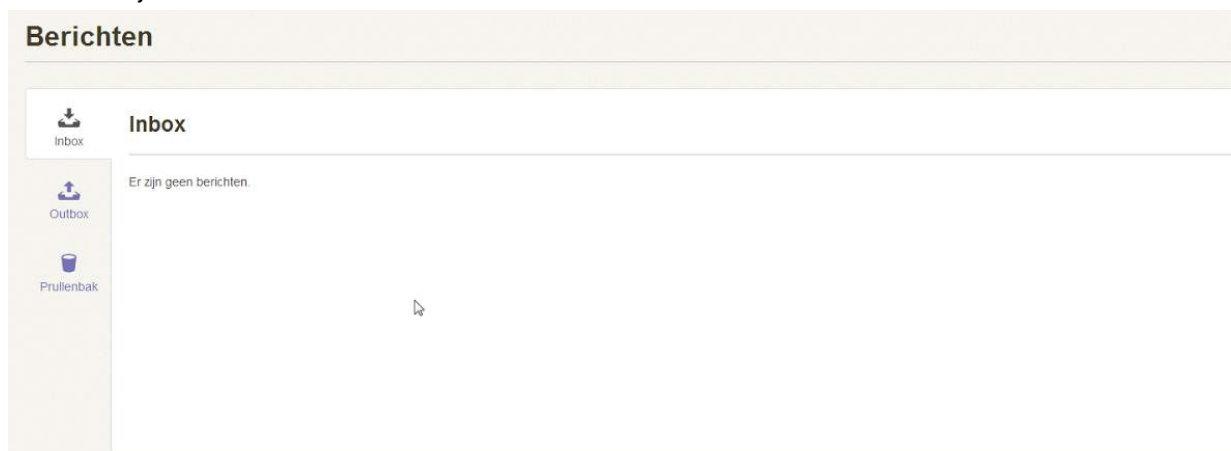 Berichten
Inbox
Inbox
Er zijn geen berichten.
Outbox
Prullenbak